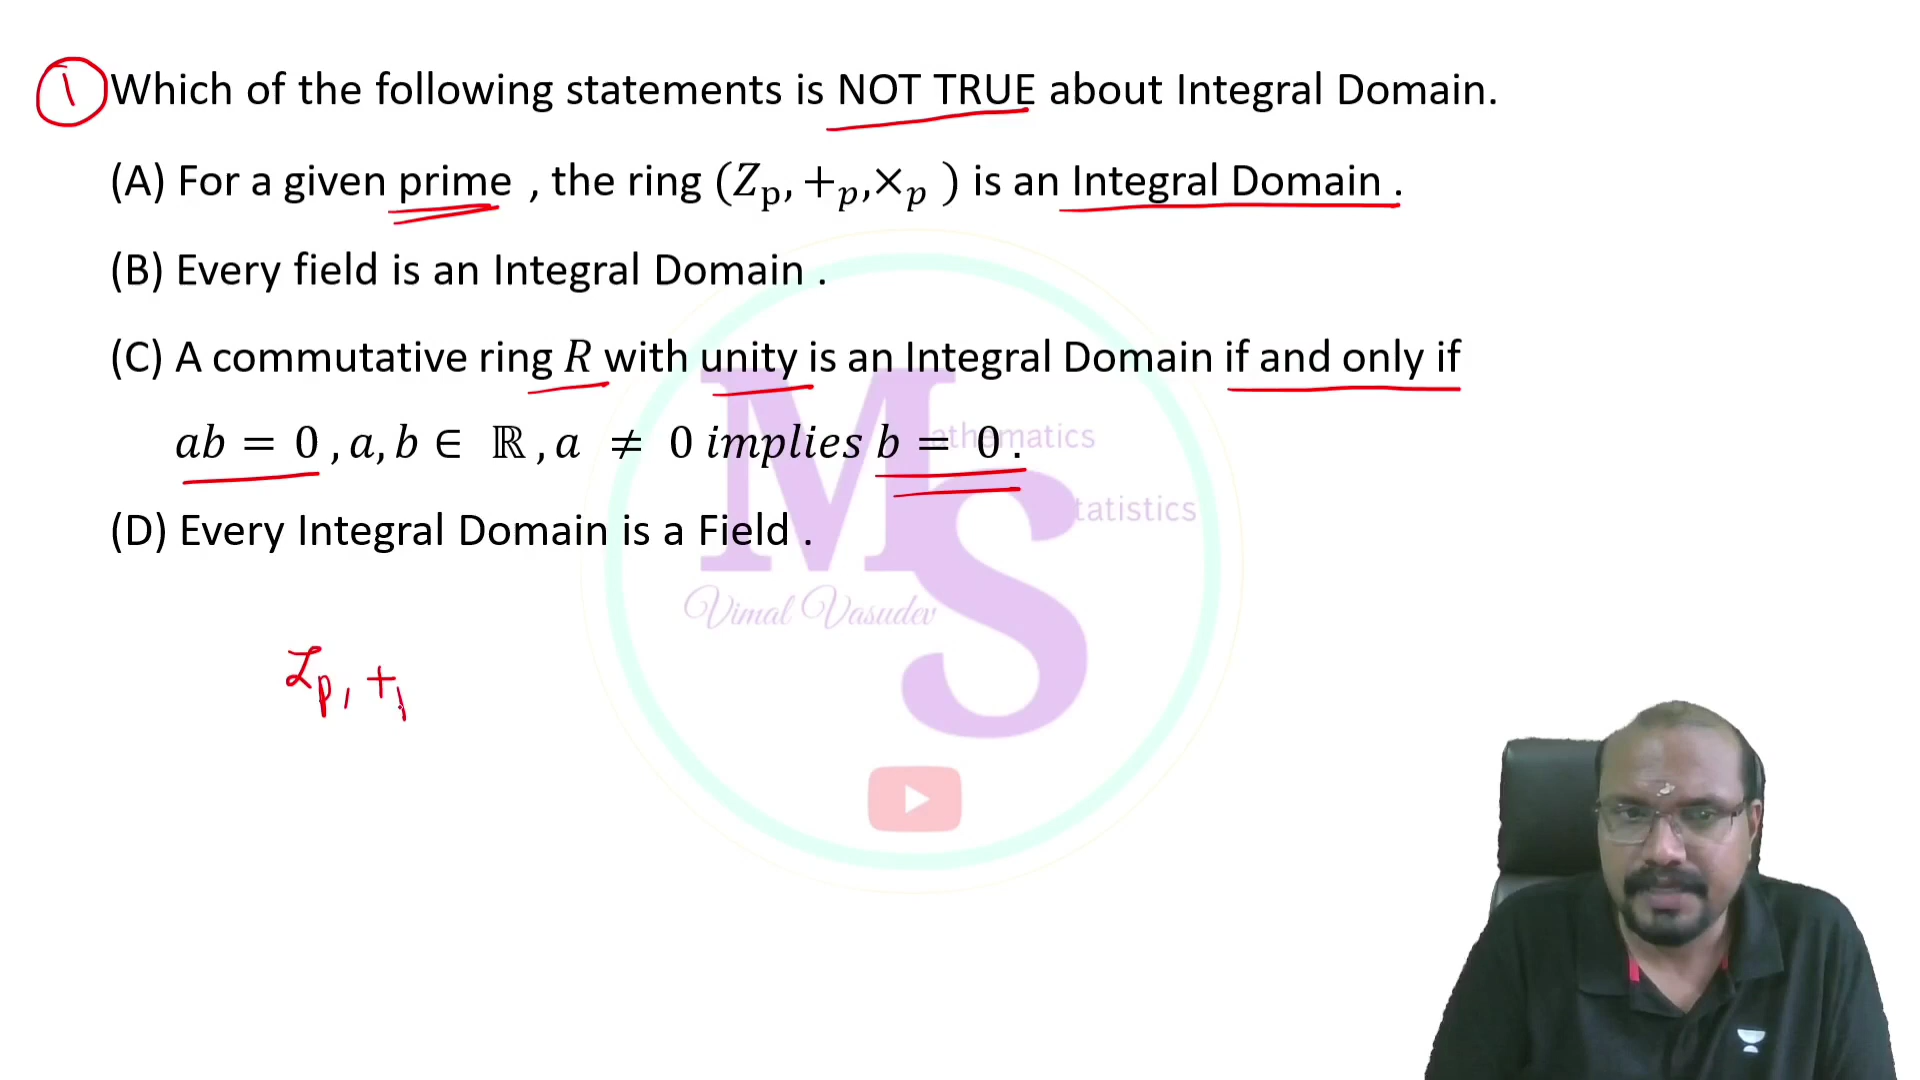 1 Which of the following statements is NOT TRUE about Integral Domain.
(A) For a given prime , the ring (Zₚ, +ₚ,×ₚ ) is an Integral Domain .
(B) Every field is an Integral Domain .
(C) A commutative ring R with unity is an Integral Domain if and only if
ab = 0 , a, b ∈ ℝ , a ≠ 0 implies b = 0 .
(D) Every Integral Domain is a Field .
Mathematics
Statistics
Vimal Vasudev
Zₚ, +